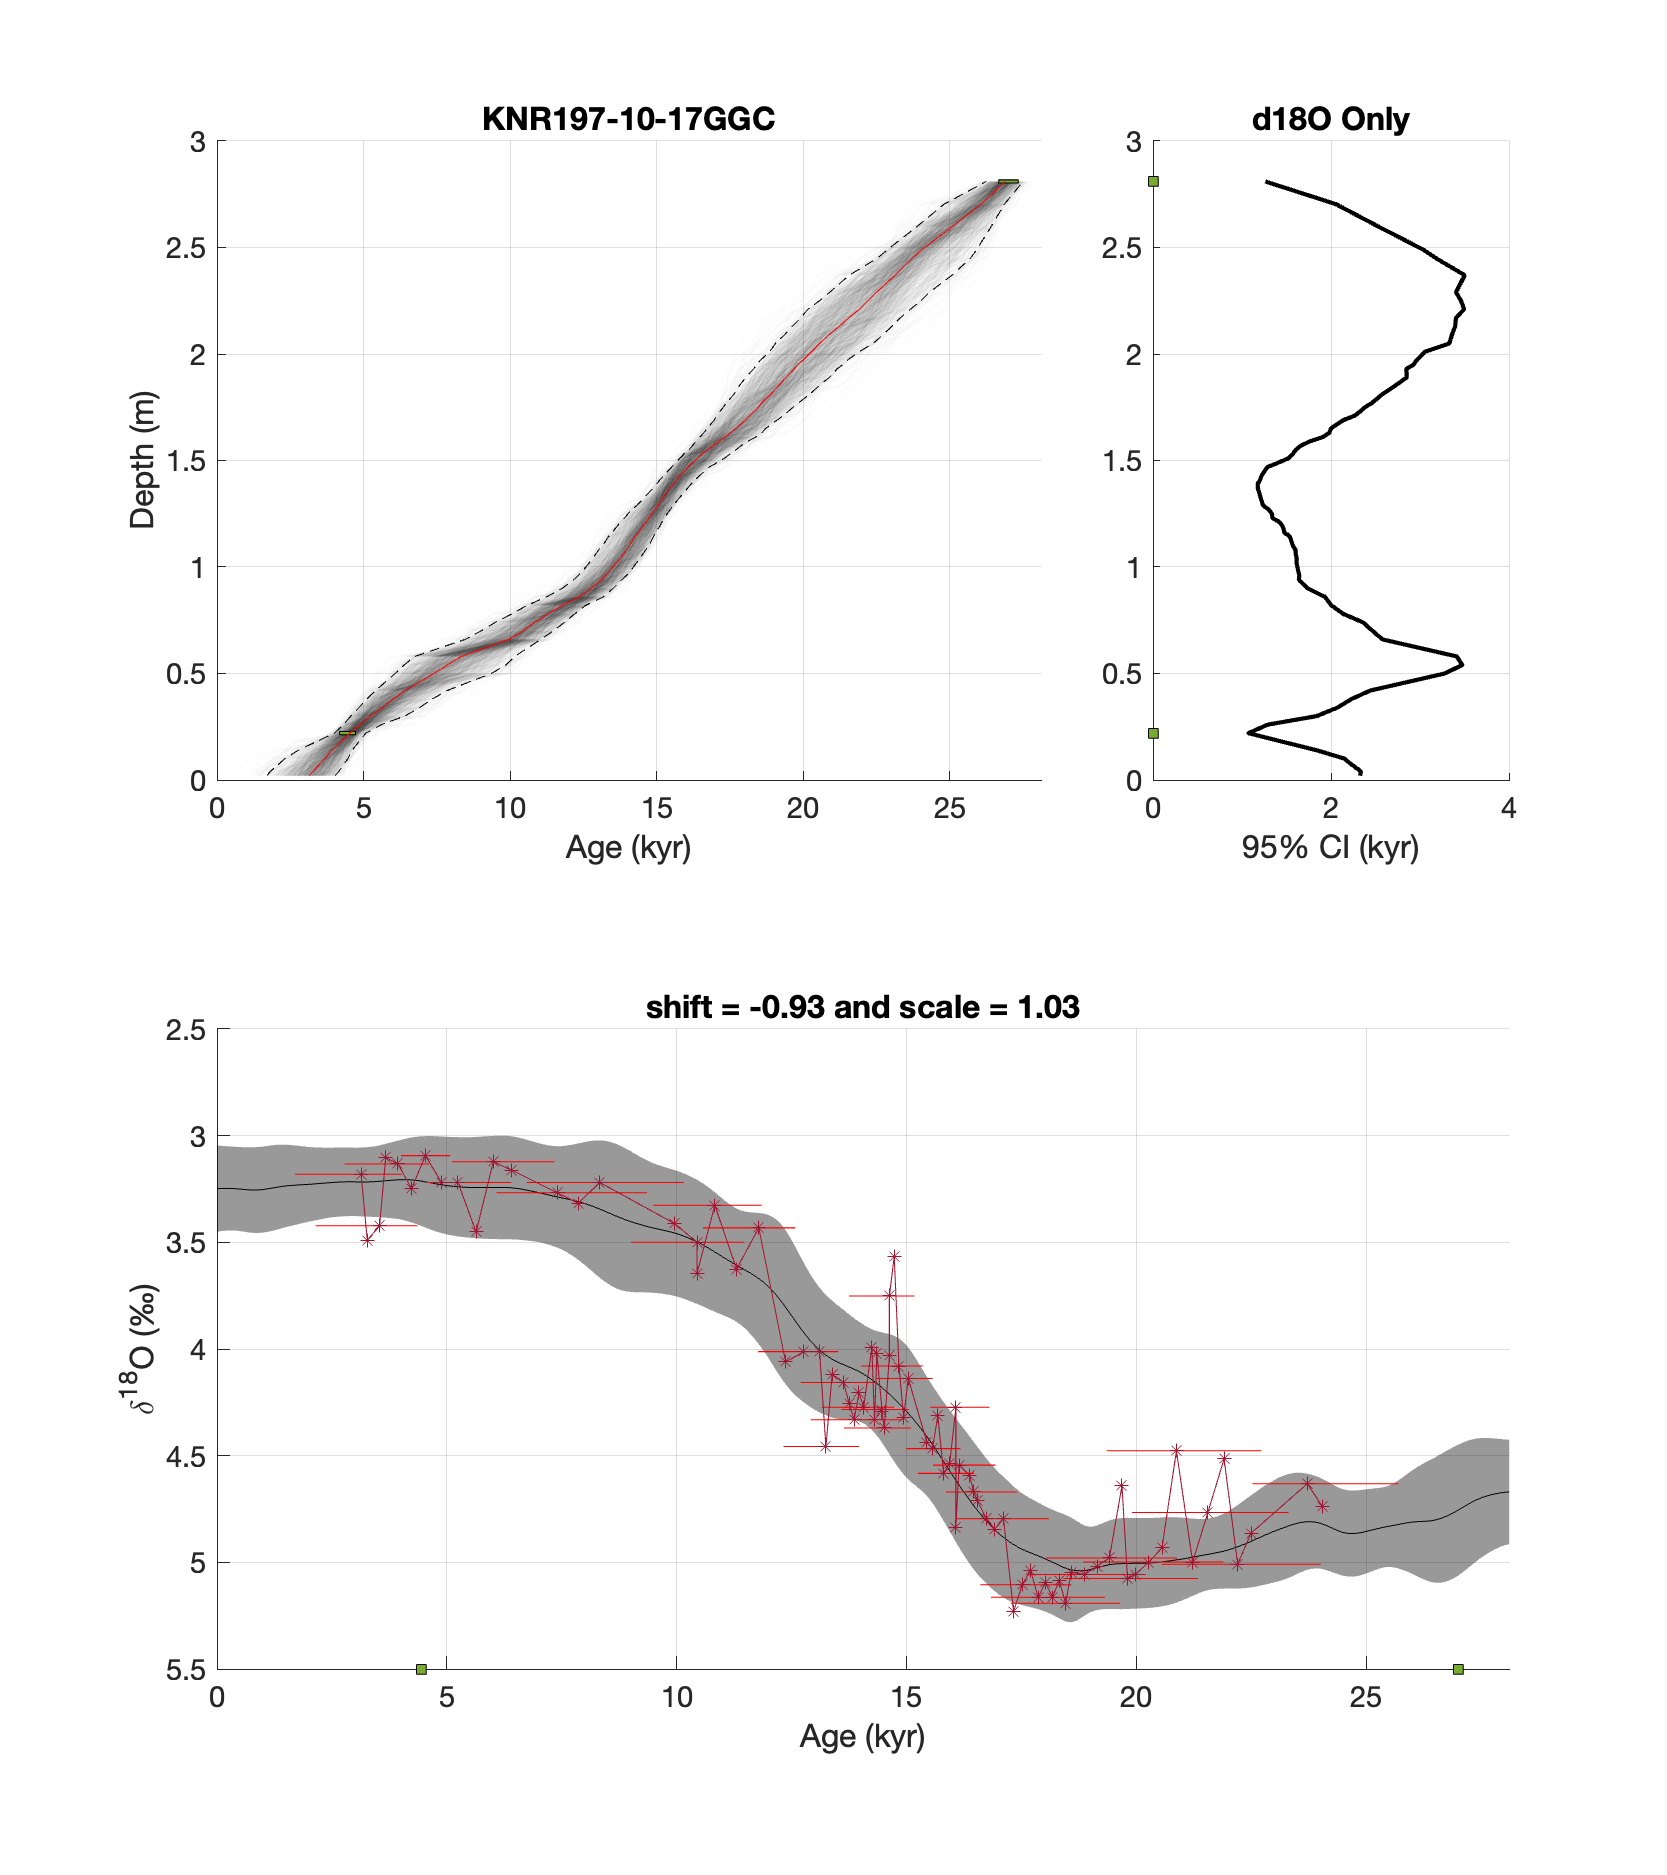 KNR197-10-17GGC
d18O Only
3
2.5
2
1.5
1
0.5
0
Depth (m)
0 5 10 15 20 25
Age (kyr)
3
2.5
2
1.5
1
0.5
0
0 2 4
95% CI (kyr)
shift = -0.93 and scale = 1.03
2.5
3
3.5
4
4.5
5
5.5
δ¹⁸O (‰)
0 5 10 15 20 25
Age (kyr)